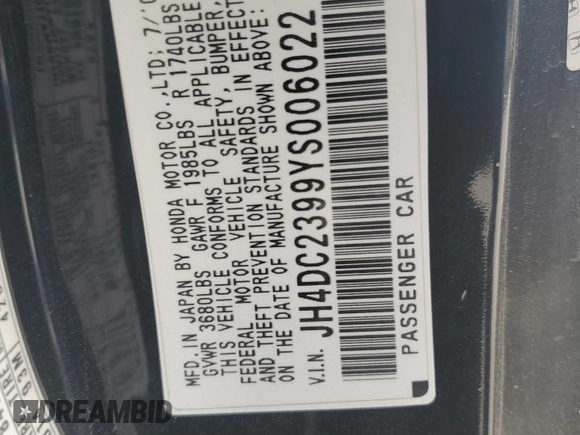 MFD. IN JAPAN BY HONDA MOTOR CO.,LTD; 7/
GVWR 3680LBS GAWR F 1985LBS R 1740LBS
THIS VEHICLE CONFORMS TO ALL APPLICABLE
FEDERAL MOTOR VEHICLE SAFETY, BUMPER,
AND THEFT PREVENTION STANDARDS IN EFFECT
ON THE DATE OF MANUFACTURE SHOWN ABOVE:
V.I.N. JH4DC2399YS006022
PASSENGER CAR
DREAMBID